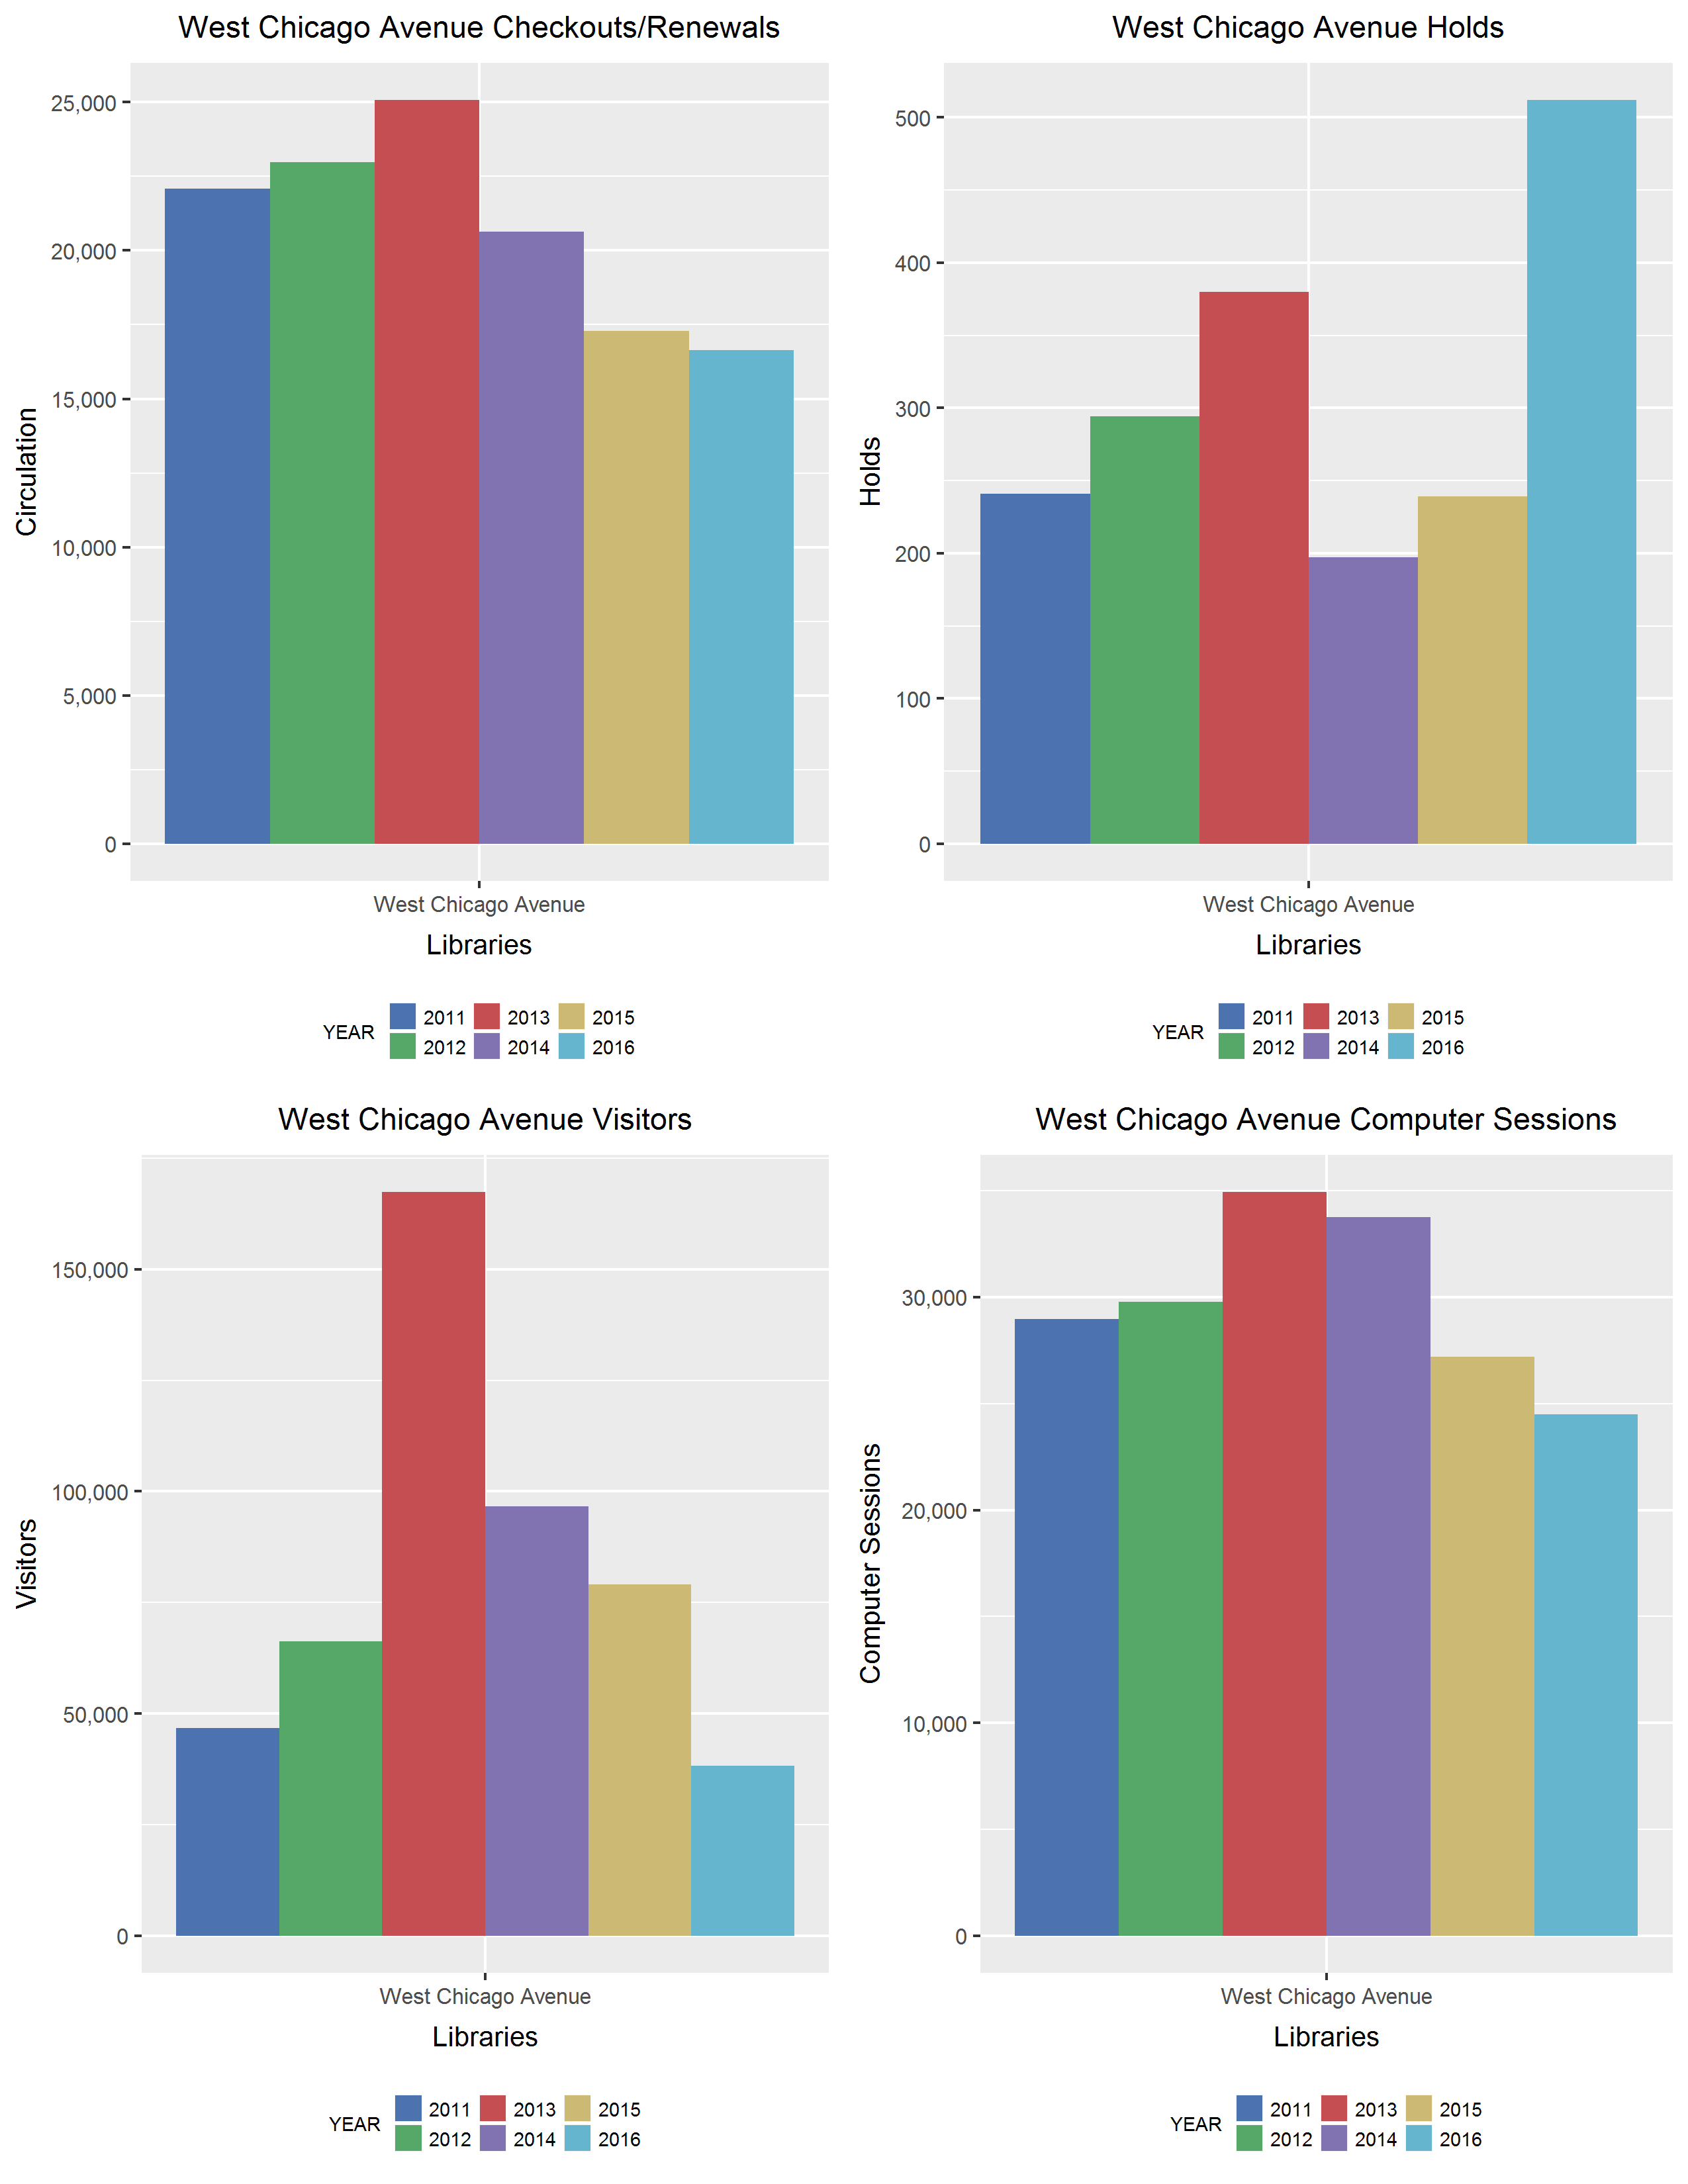 West Chicago Avenue Checkouts/Renewals
25,000
20,000
15,000
10,000
5,000
0
Circulation
West Chicago Avenue
Libraries
YEAR
2011 2013 2015
2012 2014 2016
West Chicago Avenue Holds
500
400
300
200
100
0
Holds
West Chicago Avenue
Libraries
YEAR
2011 2013 2015
2012 2014 2016
West Chicago Avenue Visitors
150,000
100,000
50,000
0
Visitors
West Chicago Avenue
Libraries
YEAR
2011 2013 2015
2012 2014 2016
West Chicago Avenue Computer Sessions
30,000
20,000
10,000
0
Computer Sessions
West Chicago Avenue
Libraries
YEAR
2011 2013 2015
2012 2014 2016